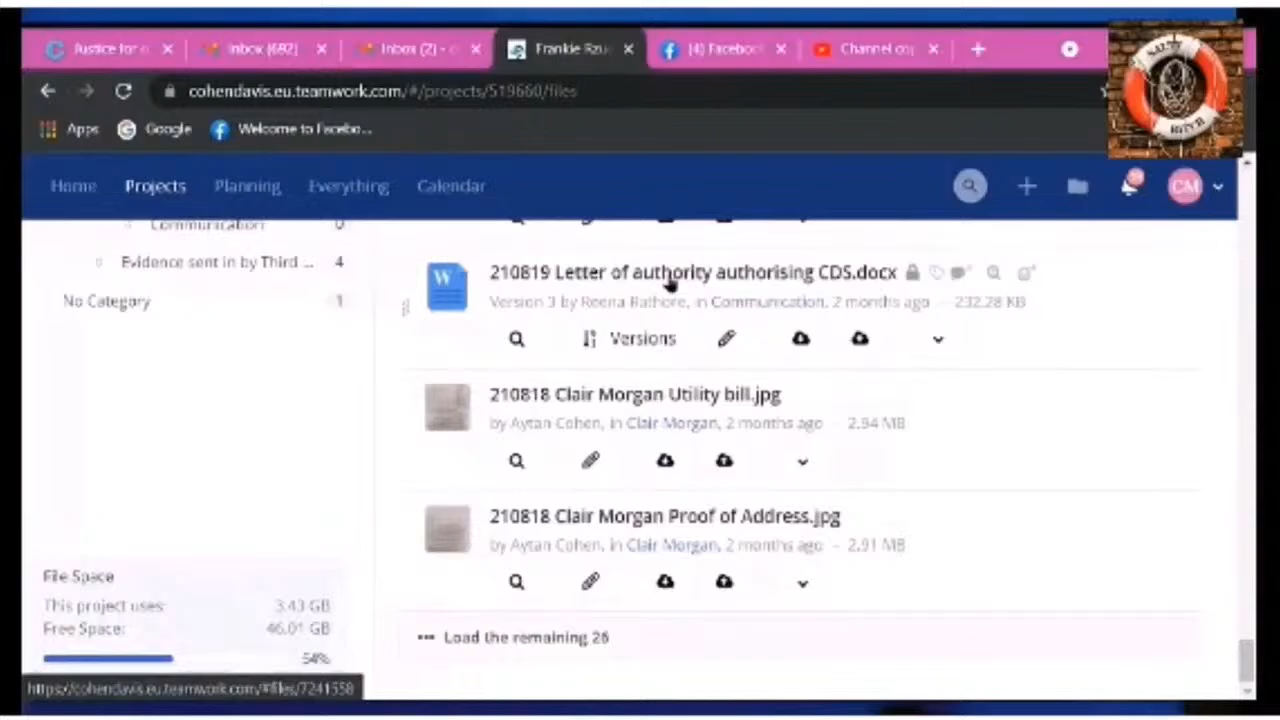 Justice for
Inbox (692)
Inbox (2) -
Frankie Rzu
(4) Faceboo
Channel co
cohendavis.eu.teamwork.com/#/projects/519660/files
Apps
Google
Welcome to Facebo...
Home
Projects
Planning
Everything
Calendar
CM
Communication 0
Evidence sent in by Third ... 4
No Category 1
210819 Letter of authority authorising CDS.docx
Version 3 by Reena Rathore, in Communication, 2 months ago 232.28 KB
Versions
210818 Clair Morgan Utility bill.jpg
by Aytan Cohen, in Clair Morgan, 2 months ago - 2.94 MB
210818 Clair Morgan Proof of Address.jpg
by Aytan Cohen, in Clair Morgan, 2 months ago - 2.91 MB
File Space
This project uses: 3.43 GB
Free Space: 46.01 GB
54%
••• Load the remaining 26
https://cohendavis.eu.teamwork.com/#files/7241558